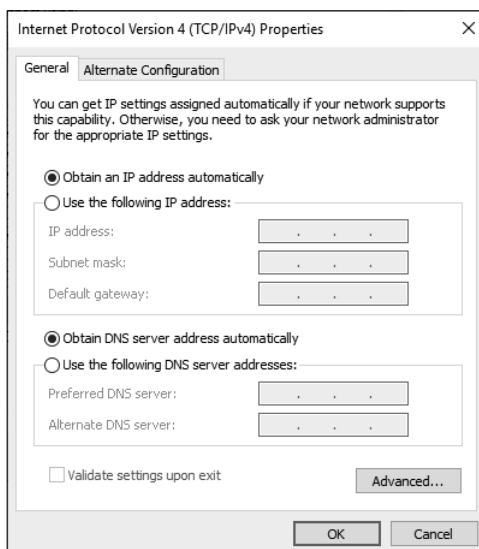 Internet Protocol Version 4 (TCP/IPv4) Properties
General
Alternate Configuration
You can get IP settings assigned automatically if your network supports
this capability. Otherwise, you need to ask your network administrator
for the appropriate IP settings.
Obtain an IP address automatically
Use the following IP address:
IP address:
Subnet mask:
Default gateway:
Obtain DNS server address automatically
Use the following DNS server addresses:
Preferred DNS server:
Alternate DNS server:
Validate settings upon exit
Advanced...
OK
Cancel